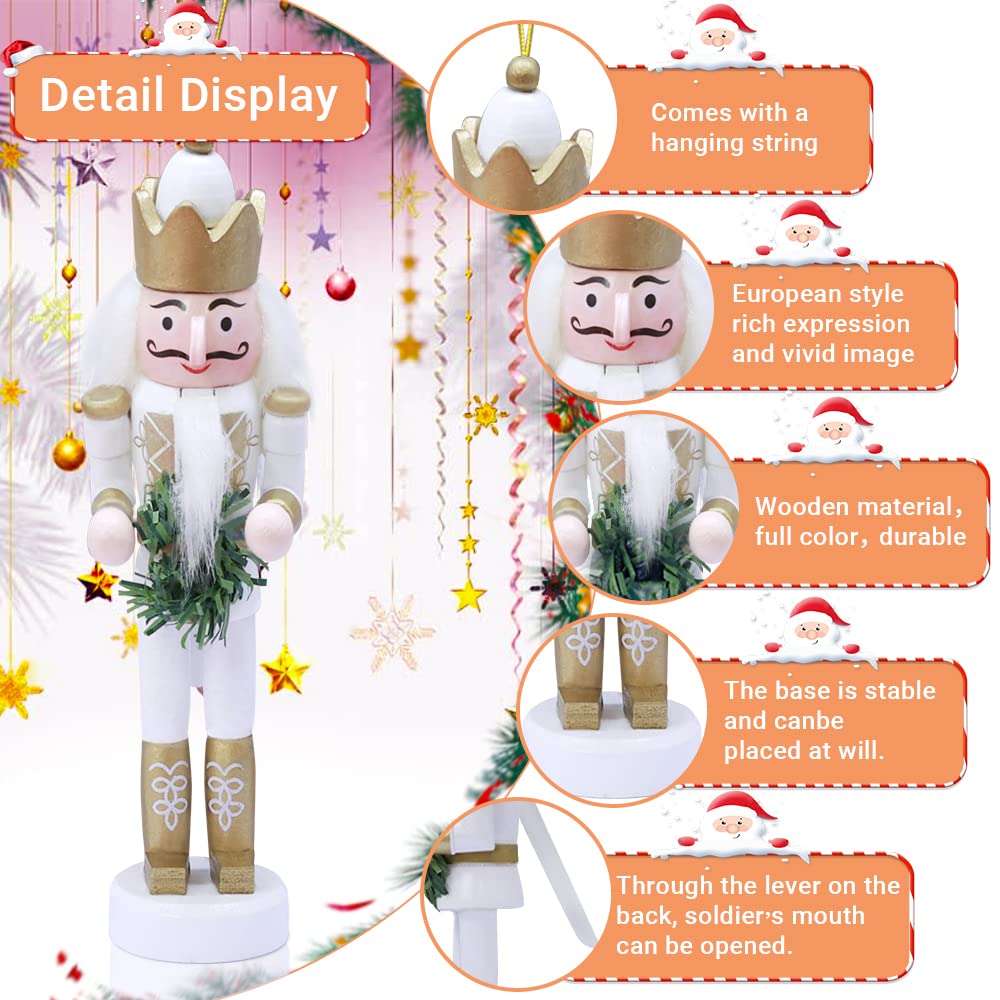 Detail Display
Comes with a
hanging string
European style
rich expression
and vivid image
Wooden material,
full color, durable
The base is stable
and canbe
placed at will.
Through the lever on the
back, soldier's mouth
can be opened.